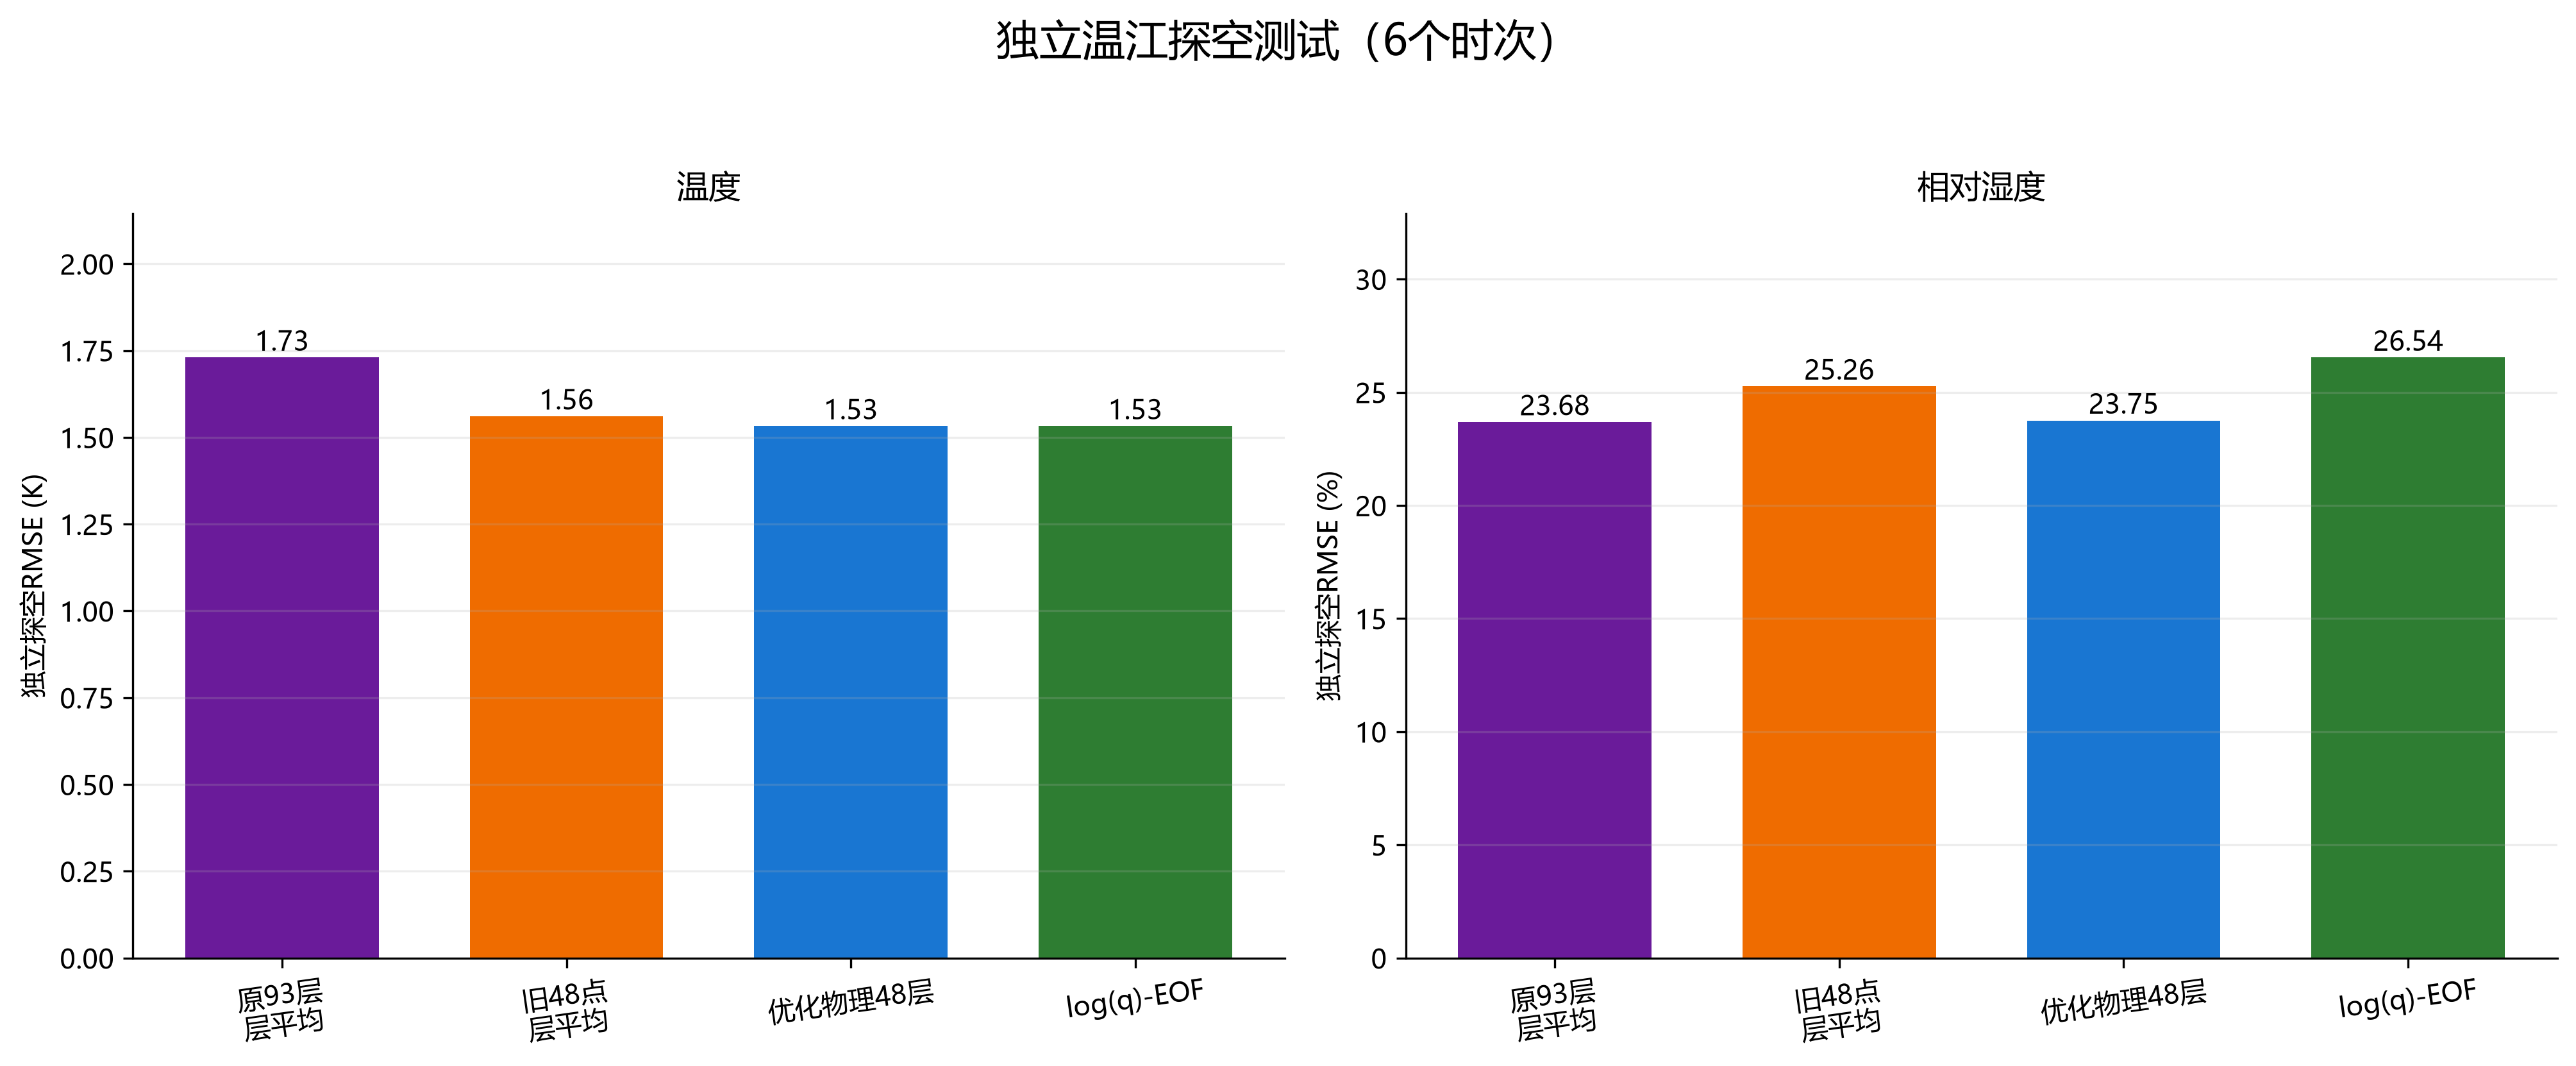 独立温江探空测试（6个时次）
温度
独立探空RMSE (K)
2.00
1.75
1.50
1.25
1.00
0.75
0.50
0.25
0.00
1.73
1.56
1.53
1.53
原93层
层平均
旧48点
层平均
优化物理48层
log(q)-EOF
相对湿度
独立探空RMSE (%)
30
25
20
15
10
5
0
23.68
25.26
23.75
26.54
原93层
层平均
旧48点
层平均
优化物理48层
log(q)-EOF